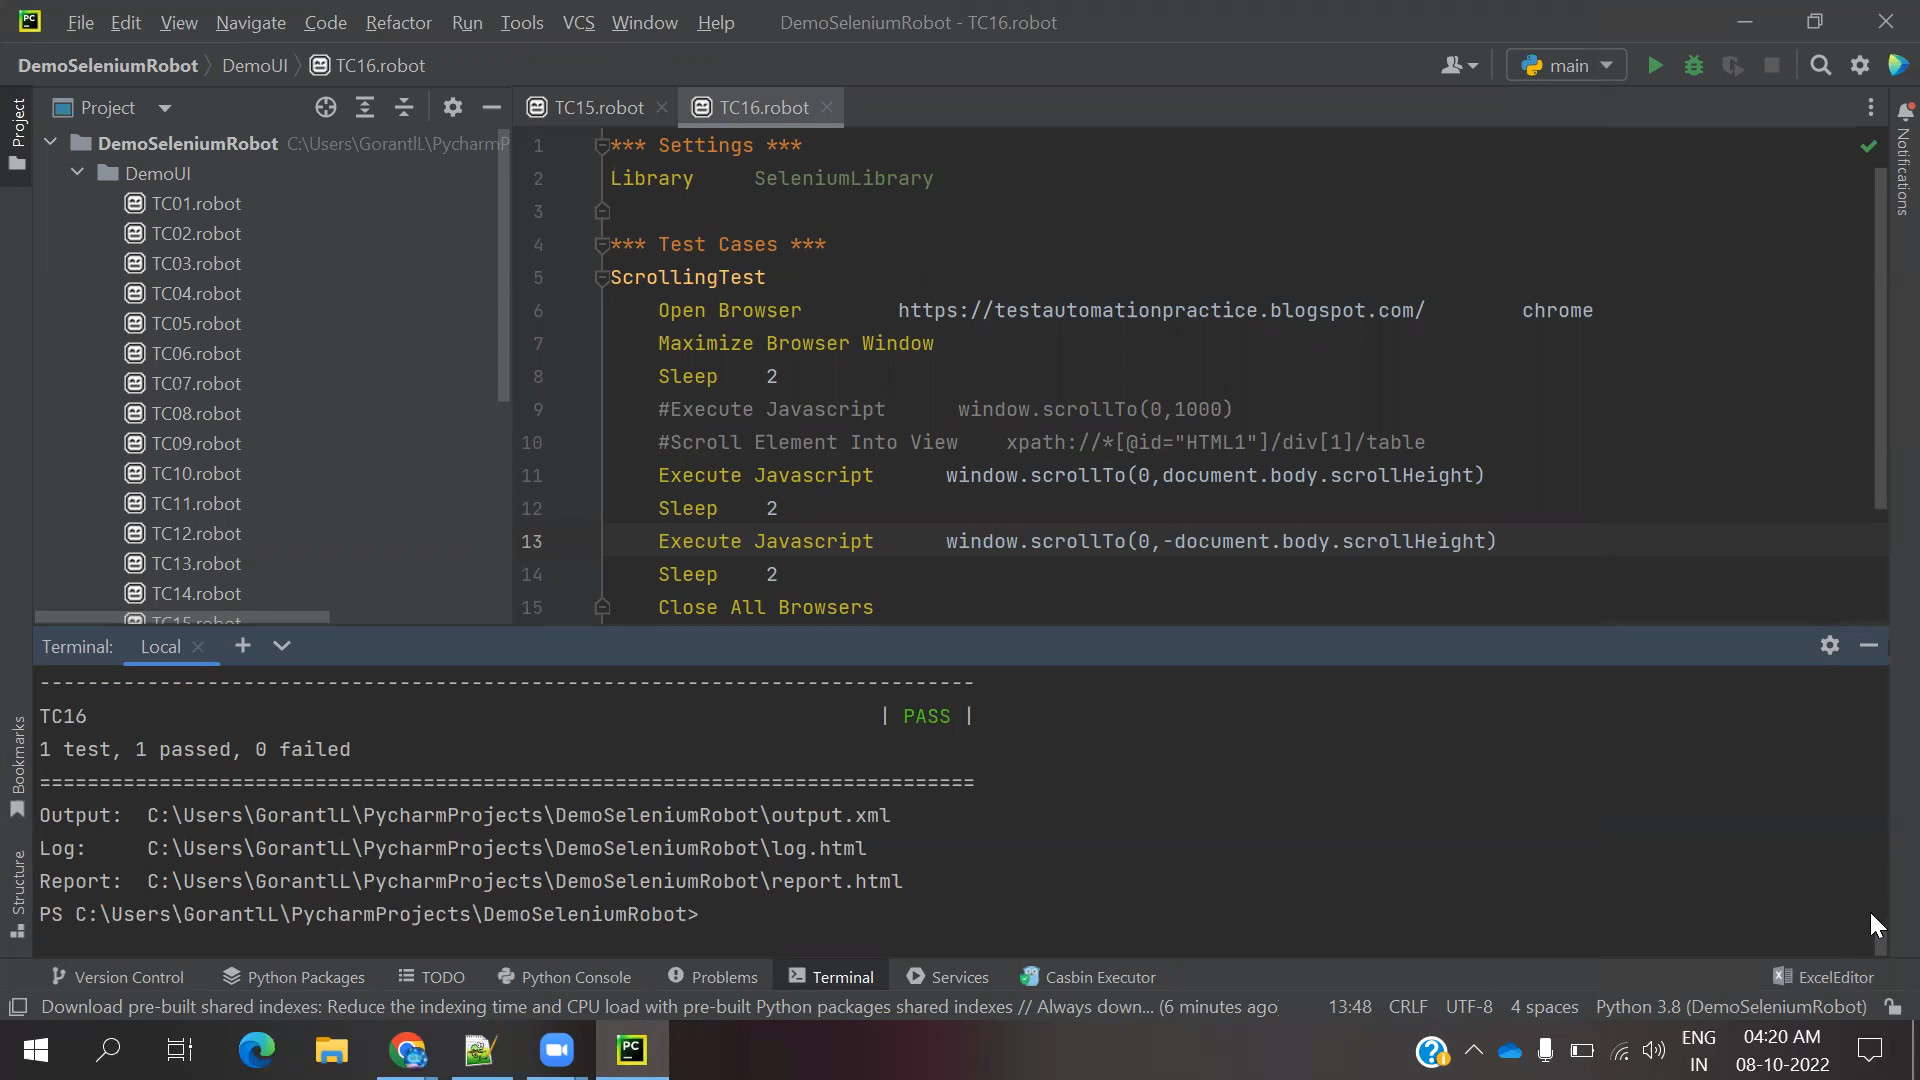 PC File Edit View Navigate Code Refactor Run Tools VCS Window Help DemoSeleniumRobot - TC16.robot
DemoSeleniumRobot DemoUI TC16.robot main
Project
Project
TC15.robot
TC16.robot
DemoSeleniumRobot C:\Users\GorantlL\PycharmP
DemoUI
TC01.robot
TC02.robot
TC03.robot
TC04.robot
TC05.robot
TC06.robot
TC07.robot
TC08.robot
TC09.robot
TC10.robot
TC11.robot
TC12.robot
TC13.robot
TC14.robot
TC15.robot
1 *** Settings ***
2 Library SeleniumLibrary
3
4 *** Test Cases ***
5 ScrollingTest
6 Open Browser https://testautomationpractice.blogspot.com/ chrome
7 Maximize Browser Window
8 Sleep 2
9 #Execute Javascript window.scrollTo(0,1000)
10 #Scroll Element Into View xpath://*[@id="HTML1"]/div[1]/table
11 Execute Javascript window.scrollTo(0,document.body.scrollHeight)
12 Sleep 2
13 Execute Javascript window.scrollTo(0,-document.body.scrollHeight)
14 Sleep 2
15 Close All Browsers
Notifications
Terminal: Local
------------------------------------------------------------------------------
TC16 | PASS |
1 test, 1 passed, 0 failed
==============================================================================
Output: C:\Users\GorantlL\PycharmProjects\DemoSeleniumRobot\output.xml
Log: C:\Users\GorantlL\PycharmProjects\DemoSeleniumRobot\log.html
Report: C:\Users\GorantlL\PycharmProjects\DemoSeleniumRobot\report.html
PS C:\Users\GorantlL\PycharmProjects\DemoSeleniumRobot>
Bookmarks
Structure
Version Control Python Packages TODO Python Console Problems Terminal Services Casbin Executor ExcelEditor
Download pre-built shared indexes: Reduce the indexing time and CPU load with pre-built Python packages shared indexes // Always down... (6 minutes ago) 13:48 CRLF UTF-8 4 spaces Python 3.8 (DemoSeleniumRobot)
PC
ENG
IN
04:20 AM
08-10-2022